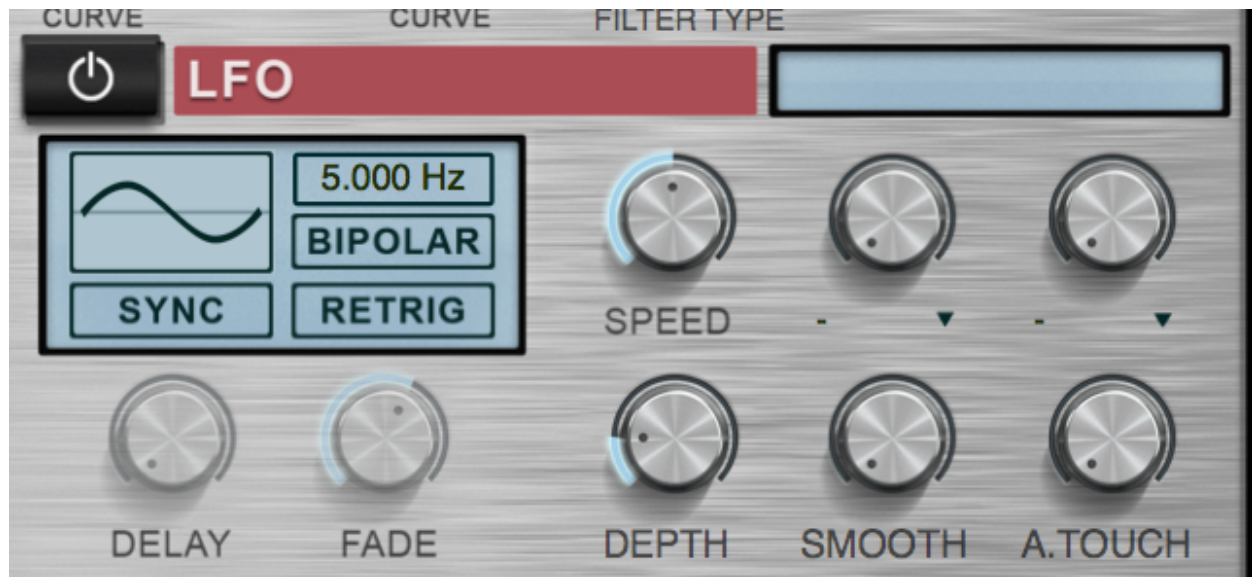 CURVE CURVE FILTER TYPE
LFO
5.000 Hz
BIPOLAR
SYNC RETRIG
SPEED - -
DELAY FADE DEPTH SMOOTH A.TOUCH